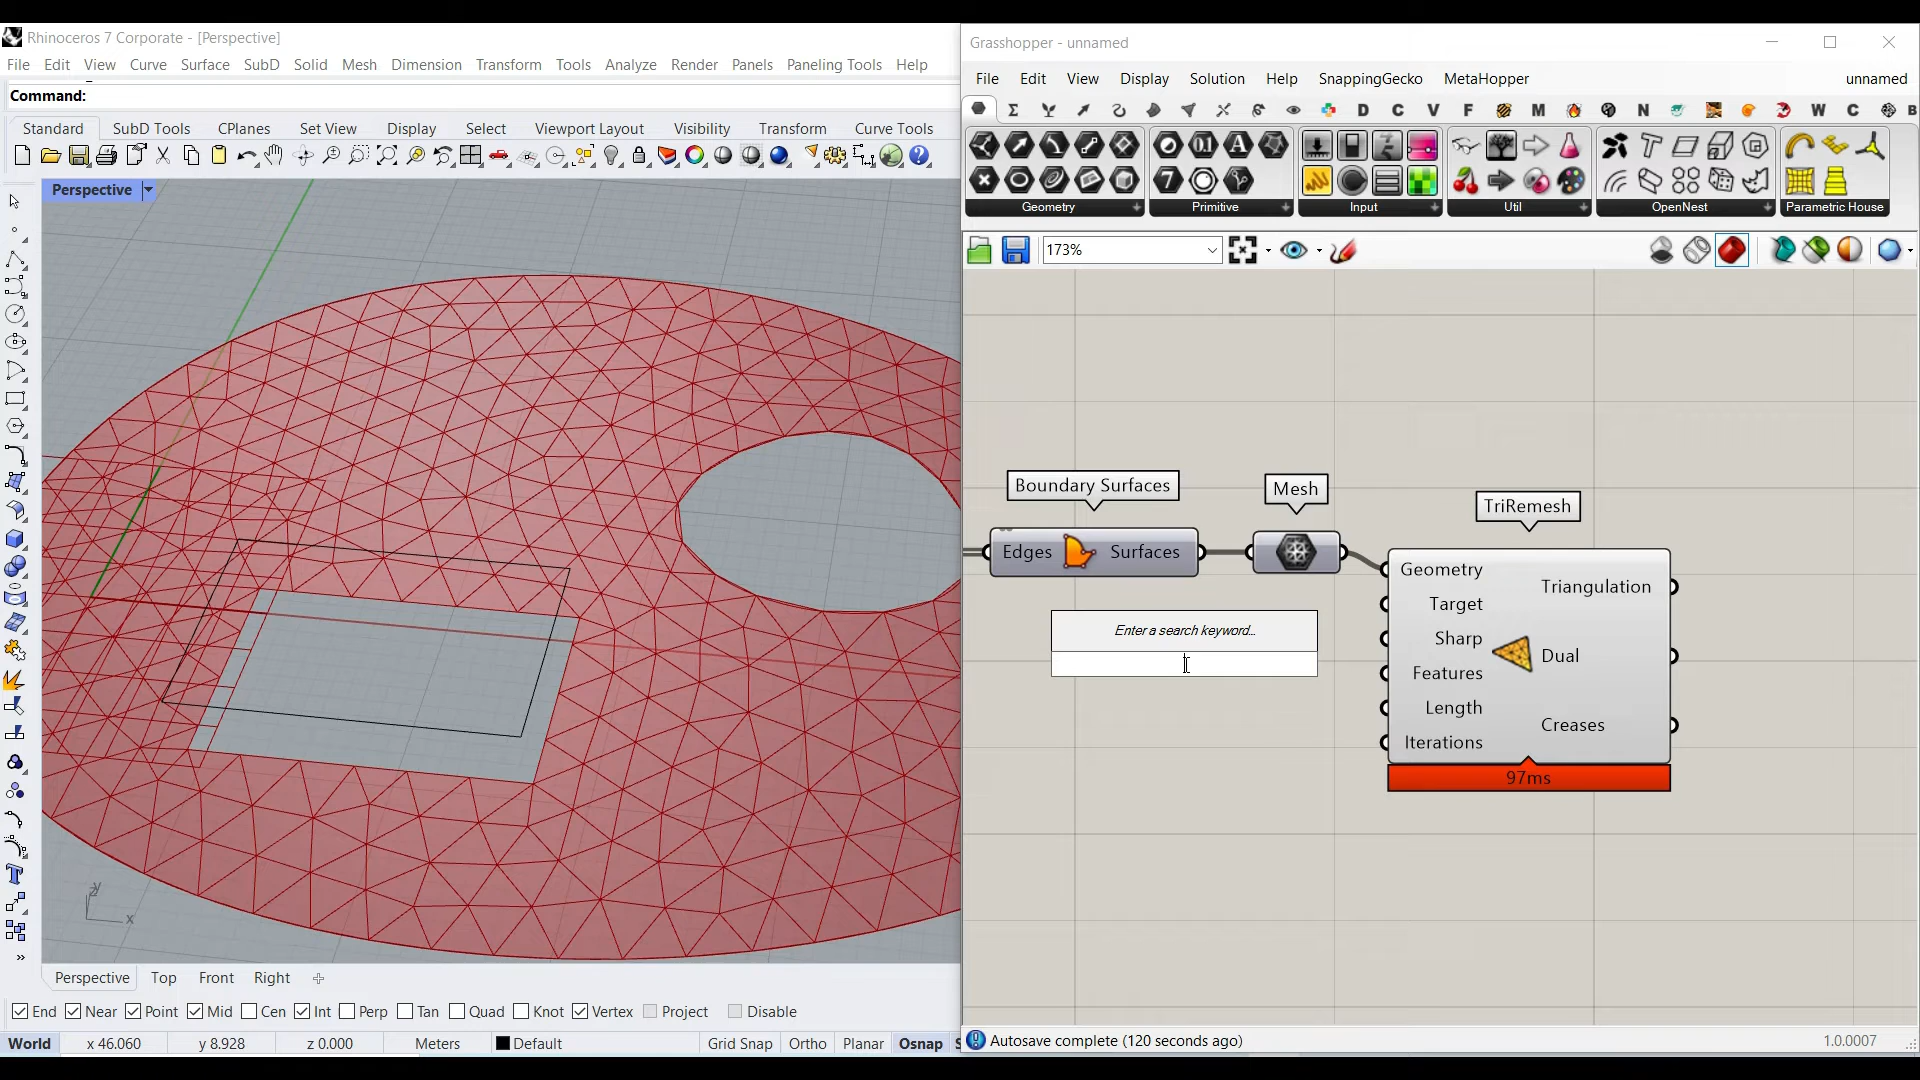 Rhinoceros 7 Corporate - [Perspective]
File Edit View Curve Surface SubD Solid Mesh Dimension Transform Tools Analyze Render Panels Paneling Tools Help
Command:
Standard SubD Tools CPlanes Set View Display Select Viewport Layout Visibility Transform Curve Tools
Perspective
z y x
Perspective Top Front Right
End Near Point Mid Cen Int Perp Tan Quad Knot Vertex Project Disable
World x 46.060 y 8.928 z 0.000 Meters Default Grid Snap Ortho Planar Osnap S
Grasshopper - unnamed
File Edit View Display Solution Help SnappingGecko MetaHopper unnamed
D C V F M N W C B
Geometry Primitive Input Util OpenNest Parametric House
173%
Boundary Surfaces
Mesh
TriRemesh
Edges Surfaces
Geometry
Target
Sharp
Features
Length
Iterations
Triangulation
Dual
Creases
97ms
Enter a search keyword...
Autosave complete (120 seconds ago)
1.0.0007